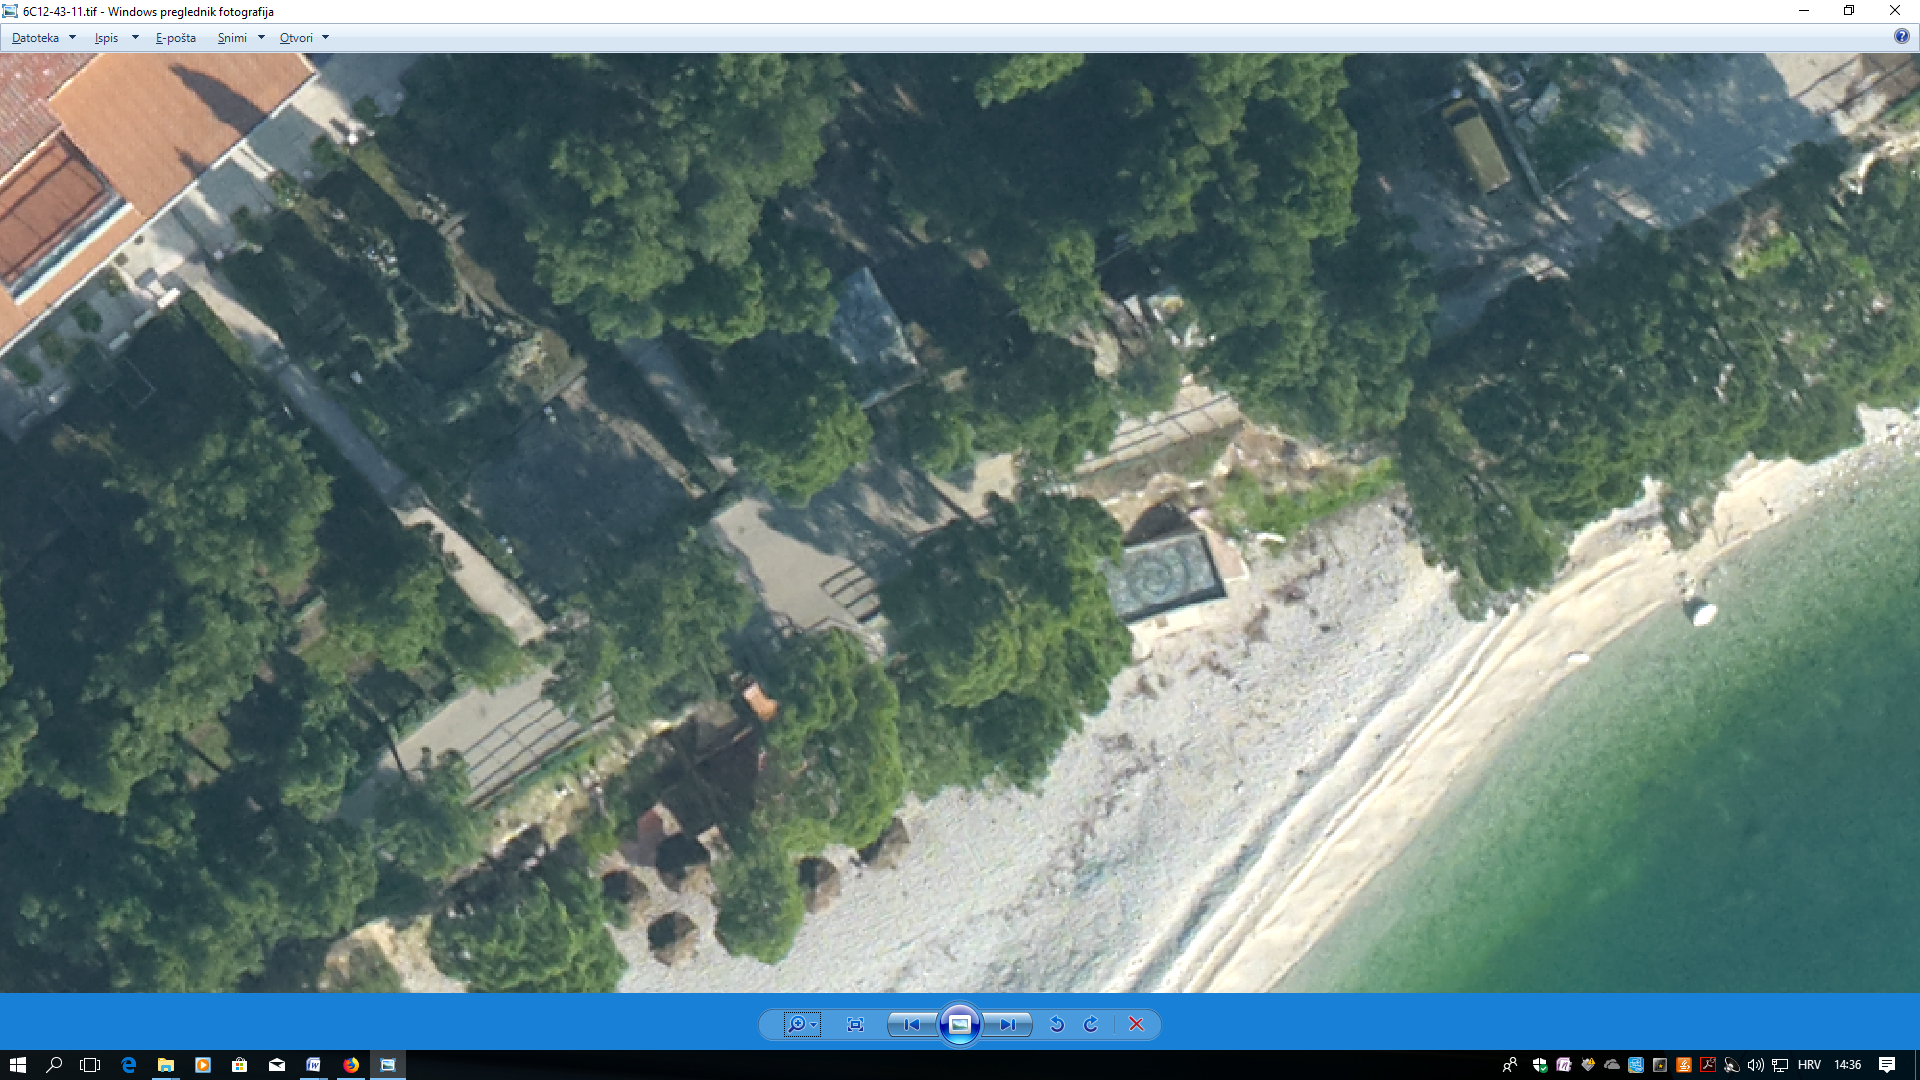 6C12-43-11.tif - Windows preglednik fotografija
Datoteka Ispis E-pošta Snimi Otvori
HRV 14:36